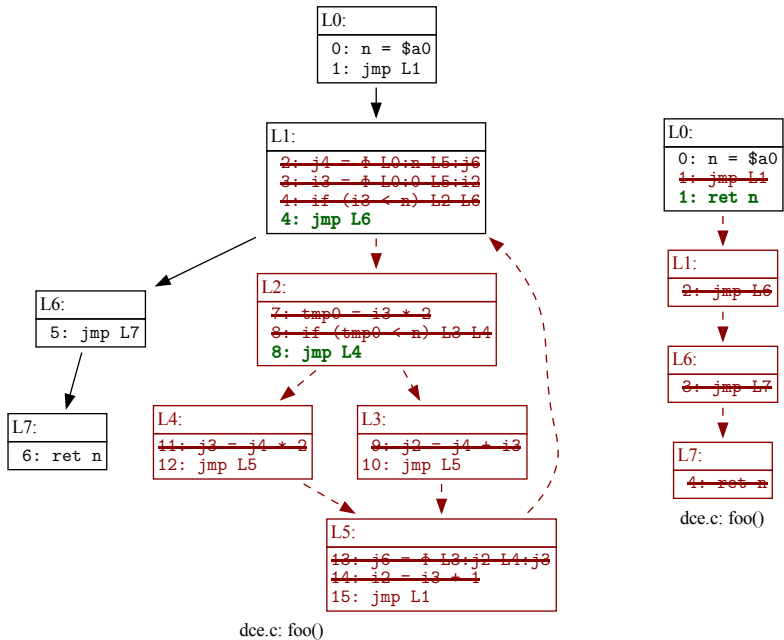 L0:
0: n = $a0
1: jmp L1
L1:
2: j4 = Φ L0:n L5:j6
3: i3 = Φ L0:0 L5:i2
4: if (i3 < n) L2 L6
4: jmp L6
L2:
7: tmp0 = i3 * 2
8: if (tmp0 < n) L3 L4
8: jmp L4
L6:
5: jmp L7
L7:
6: ret n
L4:
11: j3 = j4 * 2
12: jmp L5
L3:
9: j2 = j4 + i3
10: jmp L5
L5:
13: j6 = Φ L3:j2 L4:j3
14: i2 = i3 + 1
15: jmp L1
dce.c: foo()
L0:
0: n = $a0
1: jmp L1
1: ret n
L1:
2: jmp L6
L6:
3: jmp L7
L7:
4: ret n
dce.c: foo()